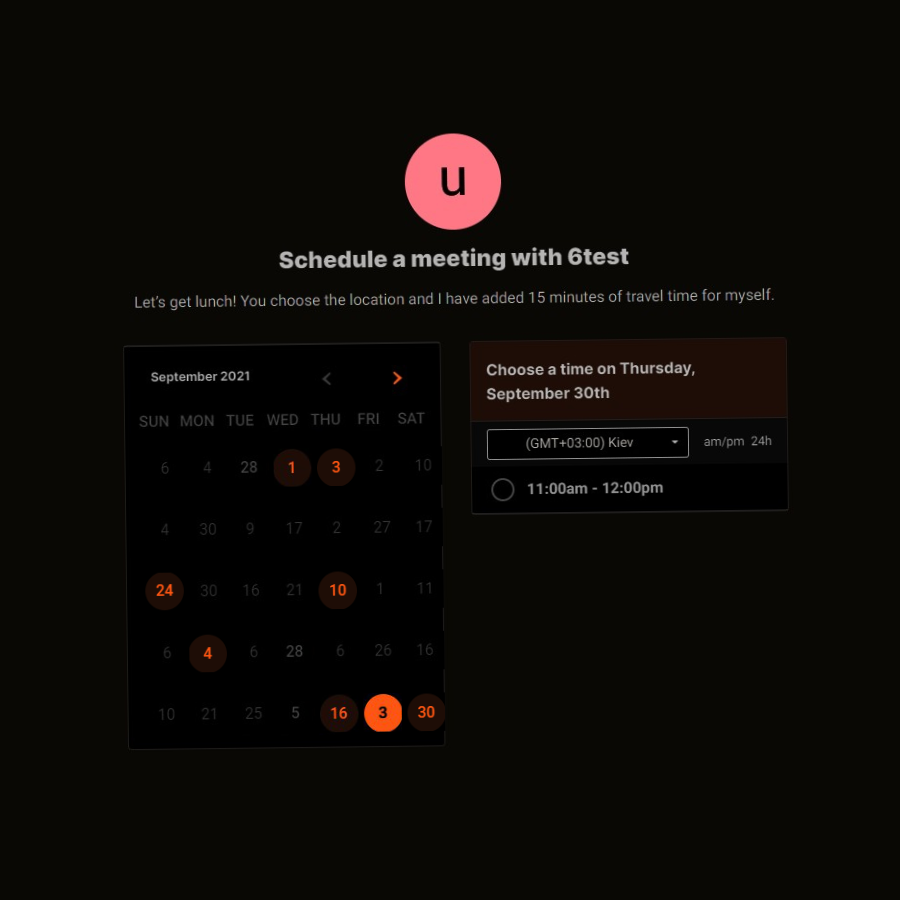 u
Schedule a meeting with 6test
Let's get lunch! You choose the location and I have added 15 minutes of travel time for myself.
September 2021
SUN MON TUE WED THU FRI SAT
6 4 28 1 3 2 10
4 30 9 17 2 27 17
24 30 16 21 10 1 11
6 4 6 28 6 26 16
10 21 25 5 16 3 30
Choose a time on Thursday,
September 30th
(GMT+03:00) Kiev
am/pm 24h
11:00am - 12:00pm